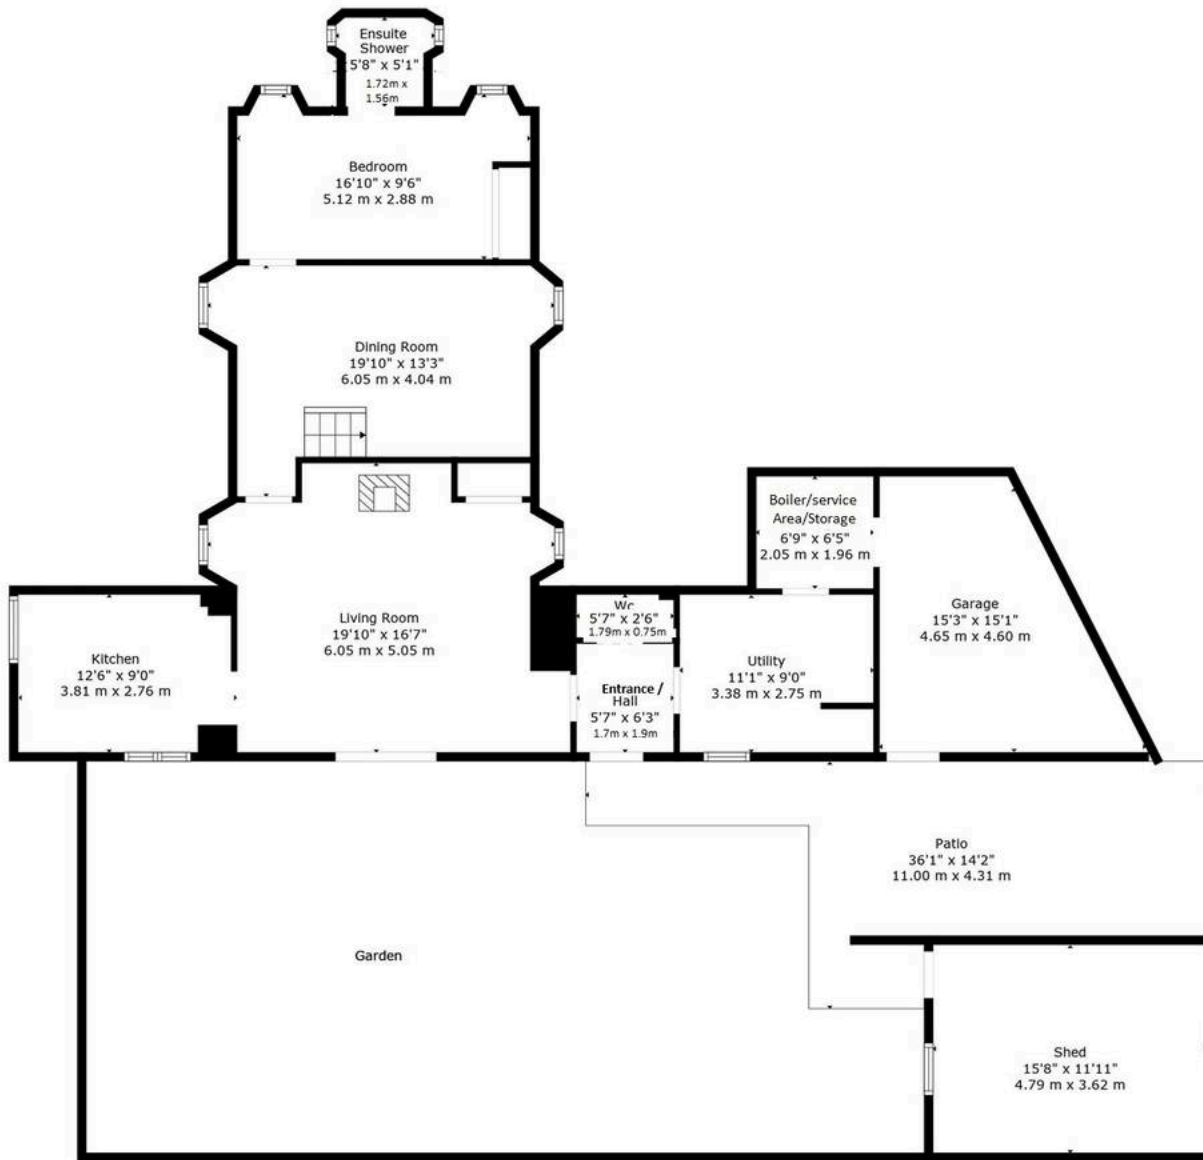 Ensuite
Shower
5'8" x 5'1"
1.72m x
1.56m
Bedroom
16'10" x 9'6"
5.12 m x 2.88 m
Dining Room
19'10" x 13'3"
6.05 m x 4.04 m
Boiler/service
Area/Storage
6'9" x 6'5"
2.05 m x 1.96 m
Garage
15'3" x 15'1"
4.65 m x 4.60 m
Living Room
19'10" x 16'7"
6.05 m x 5.05 m
Wc
5'7" x 2'6"
1.79m x 0.75m
Kitchen
12'6" x 9'0"
3.81 m x 2.76 m
Utility
11'1" x 9'0"
3.38 m x 2.75 m
Entrance /
Hall
5'7" x 6'3"
1.7m x 1.9m
Patio
36'1" x 14'2"
11.00 m x 4.31 m
Garden
Shed
15'8" x 11'11"
4.79 m x 3.62 m